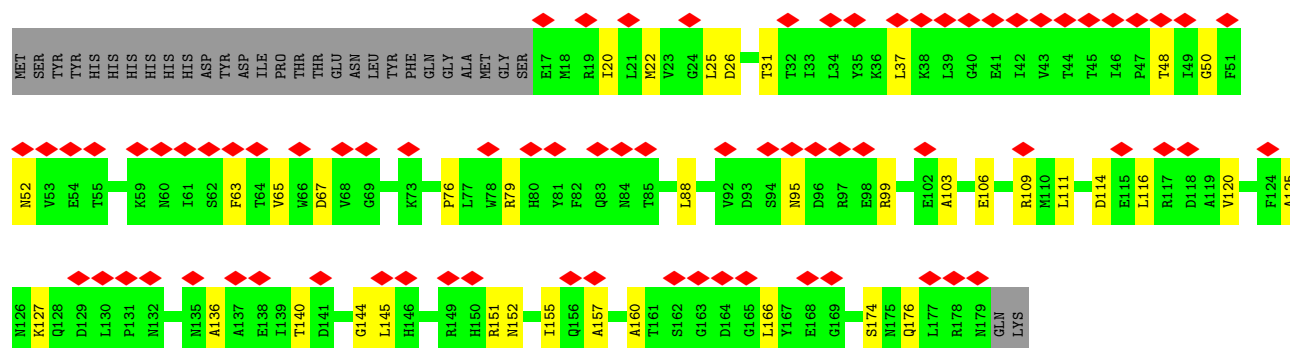 MET SER TYR TYR HIS HIS HIS HIS HIS HIS ASP TYR ASP ILE PRO THR THR GLU ASN LEU TYR PHE GLN GLY ALA MET GLY SER E17 M18 R19 I20 L21 M22 V23 G24 L25 D26 T31 T32 I33 L34 Y35 K36 L37 K38 L39 G40 E41 I42 V43 T44 T45 I46 P47 T48 I49 G50 F51
N52 V53 E54 T55 K59 N60 I61 S62 F63 T64 V65 W66 D67 V68 G69 K73 P76 L77 W78 R79 H80 Y81 F82 Q83 N84 T85 L88 V92 D93 S94 N95 D96 R97 E98 R99 E102 A103 E106 R109 M110 L111 D114 E115 L116 R117 D118 A119 V120 F124 A125
N126 K127 Q128 D129 L130 P131 N132 N135 A136 A137 E138 I139 T140 D141 G144 L145 H146 R149 H150 R151 N152 I155 Q156 A157 A160 T161 S162 G163 D164 G165 L166 Y167 E168 G169 S174 N175 Q176 L177 R178 N179 GLN LYS